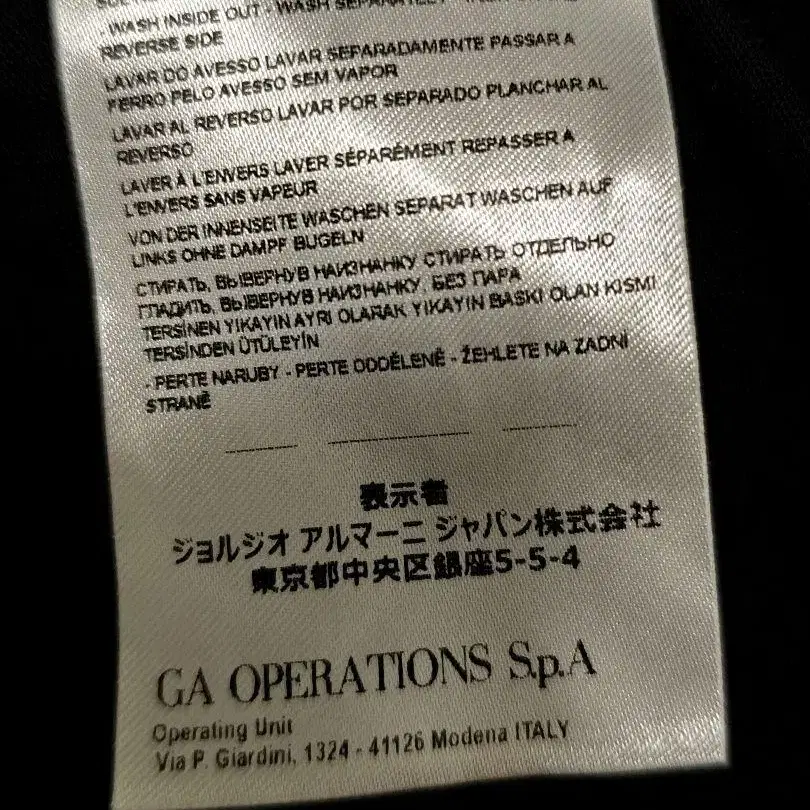 - WASH INSIDE OUT - WASH SEPARATELY
REVERSE SIDE
LAVAR DO AVESSO LAVAR SEPARADAMENTE PASSAR A
FERRO PELO AVESSO SEM VAPOR
LAVAR AL REVERSO LAVAR POR SEPARADO PLANCHAR AL
REVERSO
LAVER À L'ENVERS LAVER SÉPARÉMENT REPASSER A
L'ENVERS SANS VAPEUR
VON DER INNENSEITE WASCHEN SEPARAT WASCHEN AUF
LINKS OHNE DAMPF BUGELN
СТИРАТЬ, ВЫВЕРНУВ НАИЗНАНКУ СТИРАТЬ ОТДЕЛЬНО
ГЛАДИТЬ, ВЫВЕРНУВ НАИЗНАНКУ, БЕЗ ПАРА
TERSİNEN YIKAYIN AYRI OLARAK YIKAYIN BASKI OLAN KISMI
TERSİNDEN ÜTÜLEYİN
- PERTE NARUBY - PERTE ODDĚLENĚ - ŽEHLETE NA ZADNÍ
STRANĚ
表示者
ジョルジオ アルマーニ ジャパン株式会社
東京都中央区銀座5-5-4
GA OPERATIONS S.p.A
Operating Unit
Via P. Giardini, 1324 - 41126 Modena ITALY